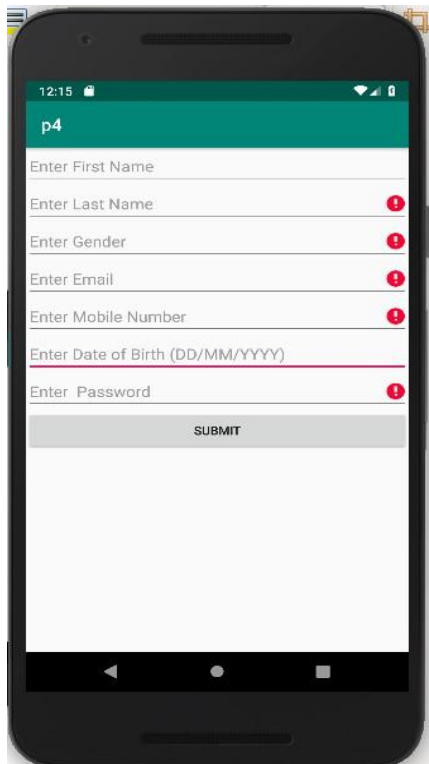 12:15
p4
Enter First Name
Enter Last Name
Enter Gender
Enter Email
Enter Mobile Number
Enter Date of Birth (DD/MM/YYYY)
Enter  Password
SUBMIT